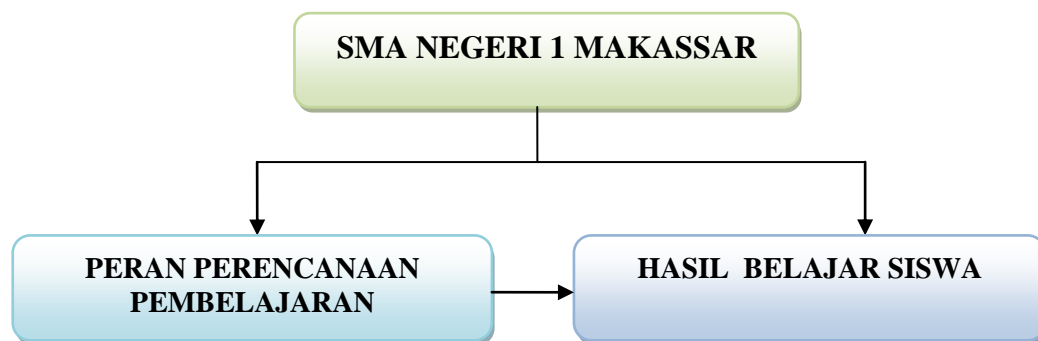 SMA NEGERI 1 MAKASSAR
PERAN PERENCANAAN
PEMBELAJARAN
HASIL BELAJAR SISWA